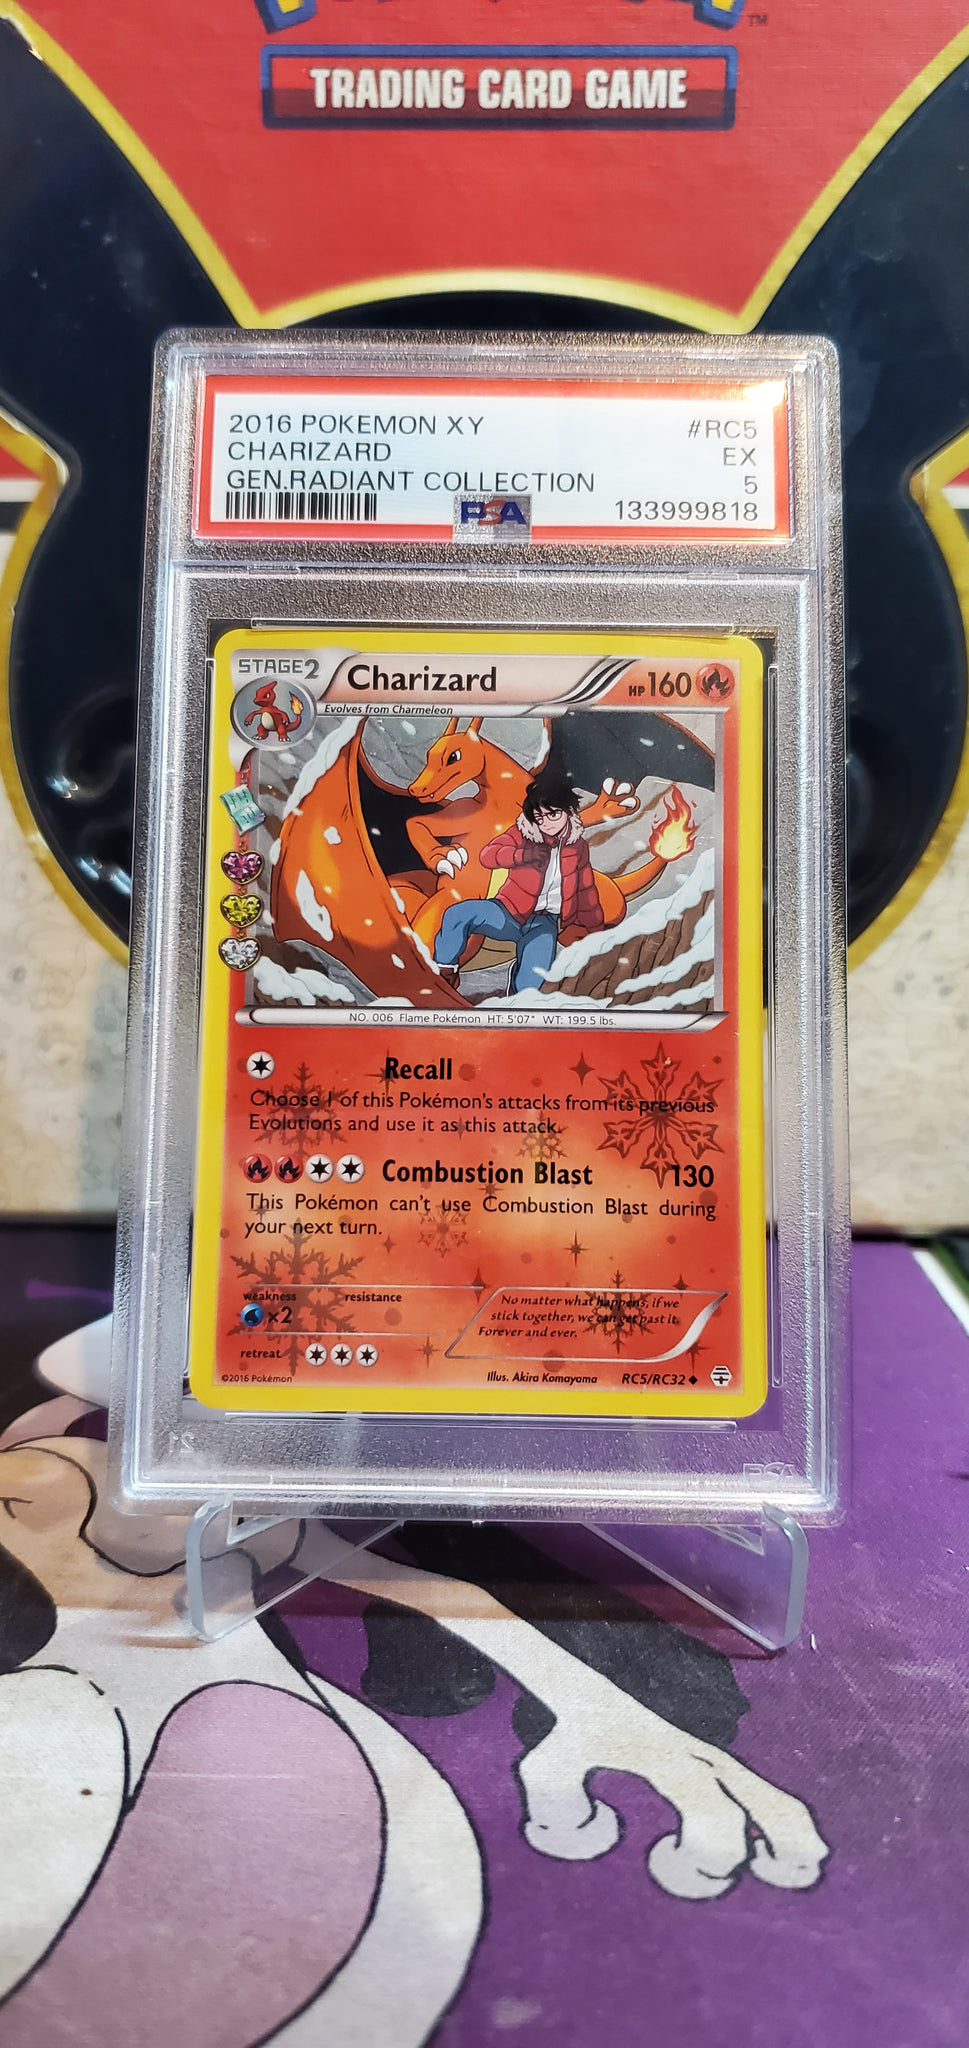 TRADING CARD GAME
TM
2016 POKEMON XY
#RC5
CHARIZARD
EX
GEN.RADIANT COLLECTION
5
PSA
133999818
STAGE2
Charizard
HP160
Evolves from Charmeleon
NO. 006 Flame Pokémon HT: 5'07" WT: 199.5 lbs.
Recall
Choose 1 of this Pokémon's attacks from its previous
Evolutions and use it as this attack.
Combustion Blast 130
This Pokémon can't use Combustion Blast during
your next turn.
weakness
resistance
×2
No matter what happens, if we
stick together, we can get past it.
Forever and ever.
retreat
©2016 Pokémon
Illus. Akira Komayama
RC5/RC32
PSA